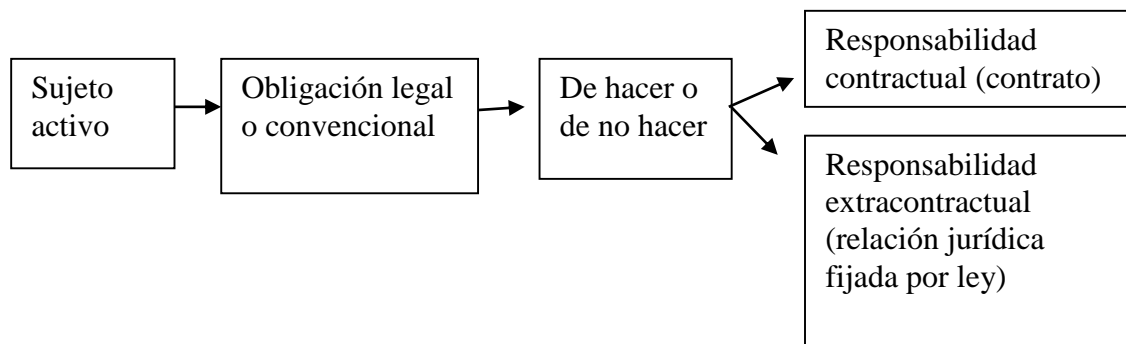 Sujeto
activo
Obligación legal
o convencional
De hacer o
de no hacer
Responsabilidad
contractual (contrato)
Responsabilidad
extracontractual
(relación jurídica
fijada por ley)